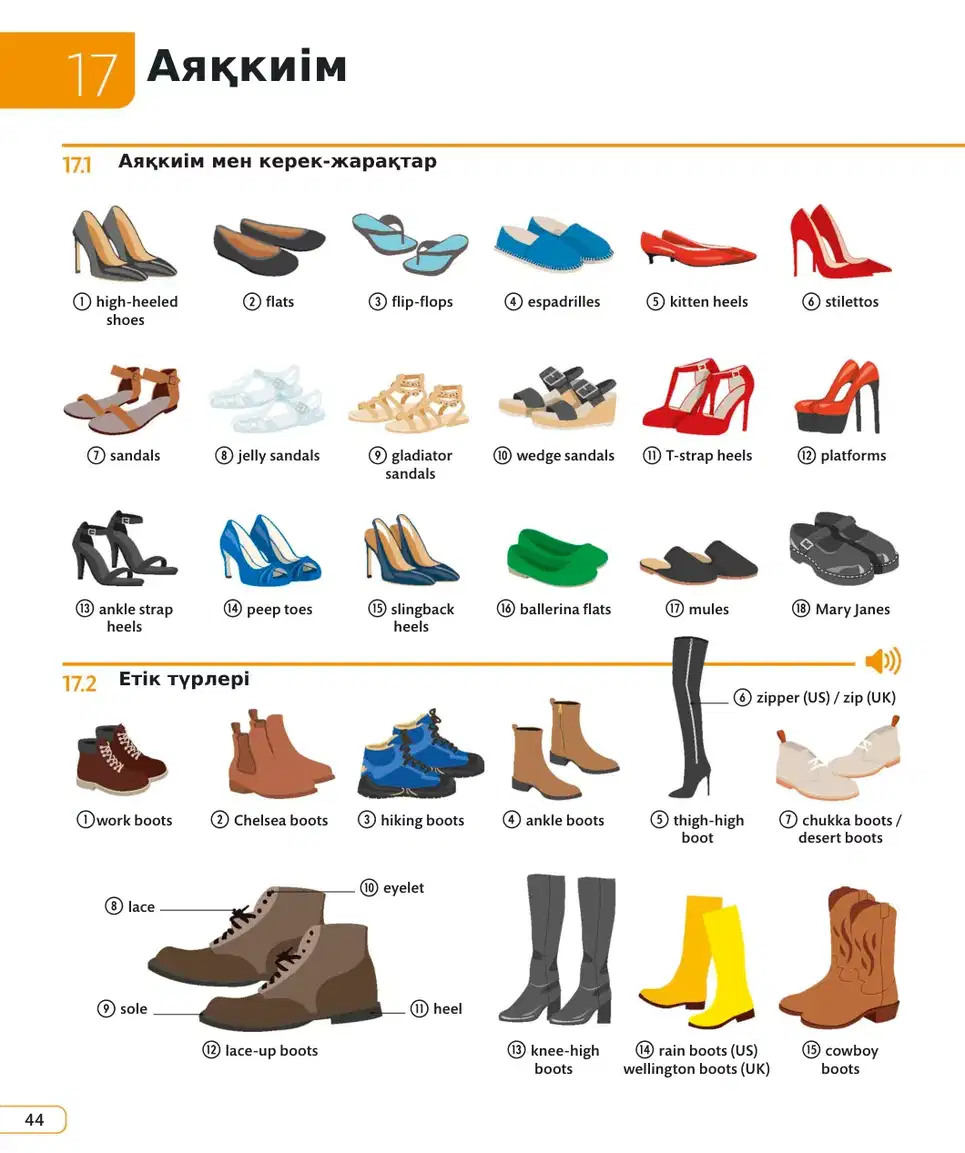 17
Аяқкиім
17.1 Аяқкиім мен керек-жарақтар
① high-heeled
shoes
② flats
③ flip-flops
④ espadrilles
⑤ kitten heels
⑥ stilettos
⑦ sandals
⑧ jelly sandals
⑨ gladiator
sandals
⑩ wedge sandals
⑪ T-strap heels
⑫ platforms
⑬ ankle strap
heels
⑭ peep toes
⑮ slingback
heels
⑯ ballerina flats
⑰ mules
⑱ Mary Janes
17.2 Етік түрлері
⑥ zipper (US) / zip (UK)
① work boots
② Chelsea boots
③ hiking boots
④ ankle boots
⑤ thigh-high
boot
⑦ chukka boots /
desert boots
⑧ lace
⑩ eyelet
⑨ sole
⑪ heel
⑫ lace-up boots
⑬ knee-high
boots
⑭ rain boots (US)
wellington boots (UK)
⑮ cowboy
boots
44